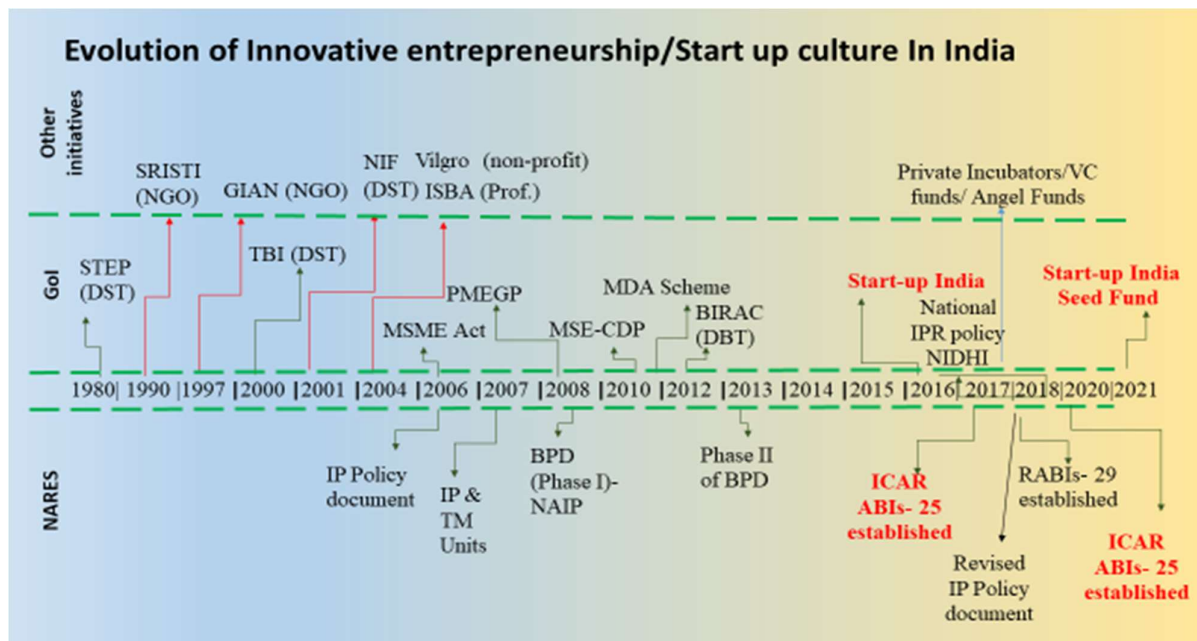 Evolution of Innovative entrepreneurship/Start up culture In India
Other
initiatives
SRISTI
(NGO)
GIAN (NGO)
NIF
(DST)
Vilgro (non-profit)
ISBA (Prof.)
Private Incubators/VC
funds/ Angel Funds
GoI
STEP
(DST)
TBI (DST)
PMEGP
MSME Act
MSE-CDP
MDA Scheme
BIRAC
(DBT)
Start-up India
National
IPR policy
NIDHI
Start-up India
Seed Fund
1980| 1990 |1997 |2000 |2001 |2004 |2006 |2007 |2008 |2010 |2012 |2013 |2014 |2015 |2016 |2017 |2018 |2020 |2021
NARES
IP Policy
document
IP &
TM
Units
BPD
(Phase I)-
NAIP
Phase II
of BPD
ICAR
ABIs- 25
established
Revised
IP Policy
document
RABIs- 29
established
ICAR
ABIs- 25
established